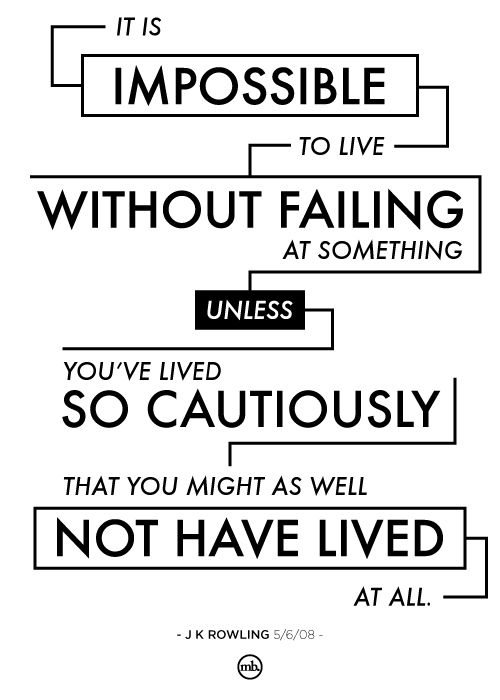 IT IS
IMPOSSIBLE
TO LIVE
WITHOUT FAILING
AT SOMETHING
UNLESS
YOU'VE LIVED
SO CAUTIOUSLY
THAT YOU MIGHT AS WELL
NOT HAVE LIVED
AT ALL.
- J K ROWLING 5/6/08 -
mb.